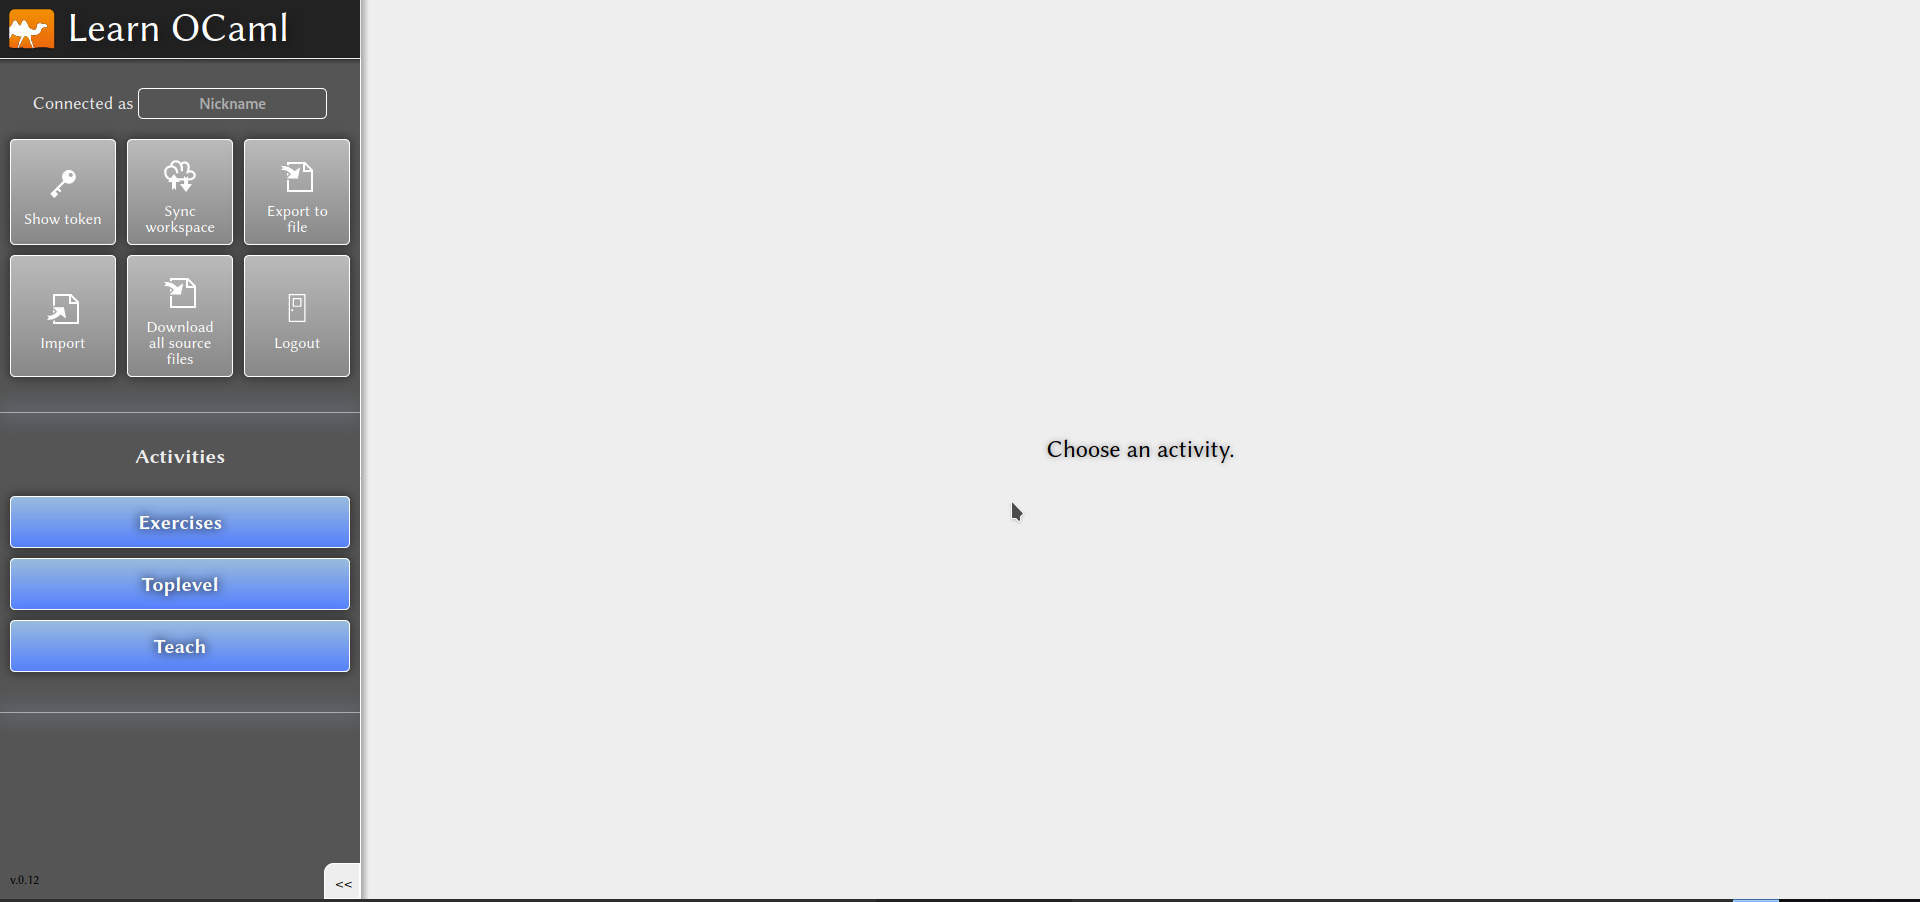 Learn OCaml
Connected as Nickname
Show token
Sync
workspace
Export to
file
Import
Download
all source
files
Logout
Activities
Exercises
Toplevel
Teach
Choose an activity.
v.0.12
<<